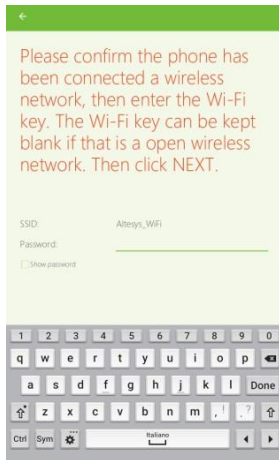 Please confirm the phone has
been connected a wireless
network, then enter the Wi-Fi
key. The Wi-Fi key can be kept
blank if that is a open wireless
network. Then click NEXT.
SSID: Altesys_WiFi
Password:
Show password
1 2 3 4 5 6 7 8 9 0
q w e r t y u i o p
a s d f g h j k l Done
z x c v b n m , ! . ?
Ctrl Sym Italiano